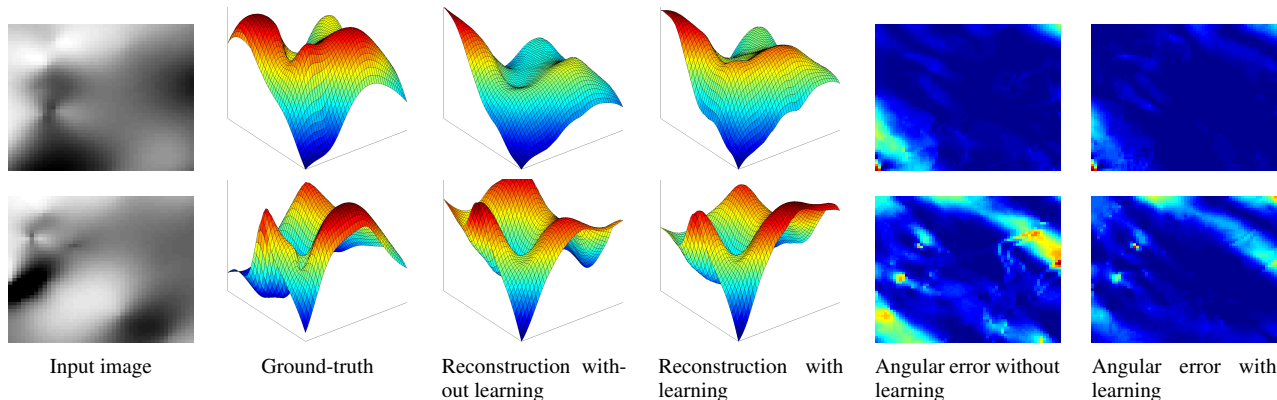 Input image
Ground-truth
Reconstruction with-
out learning
Reconstruction with
learning
Angular error without
learning
Angular error with
learning